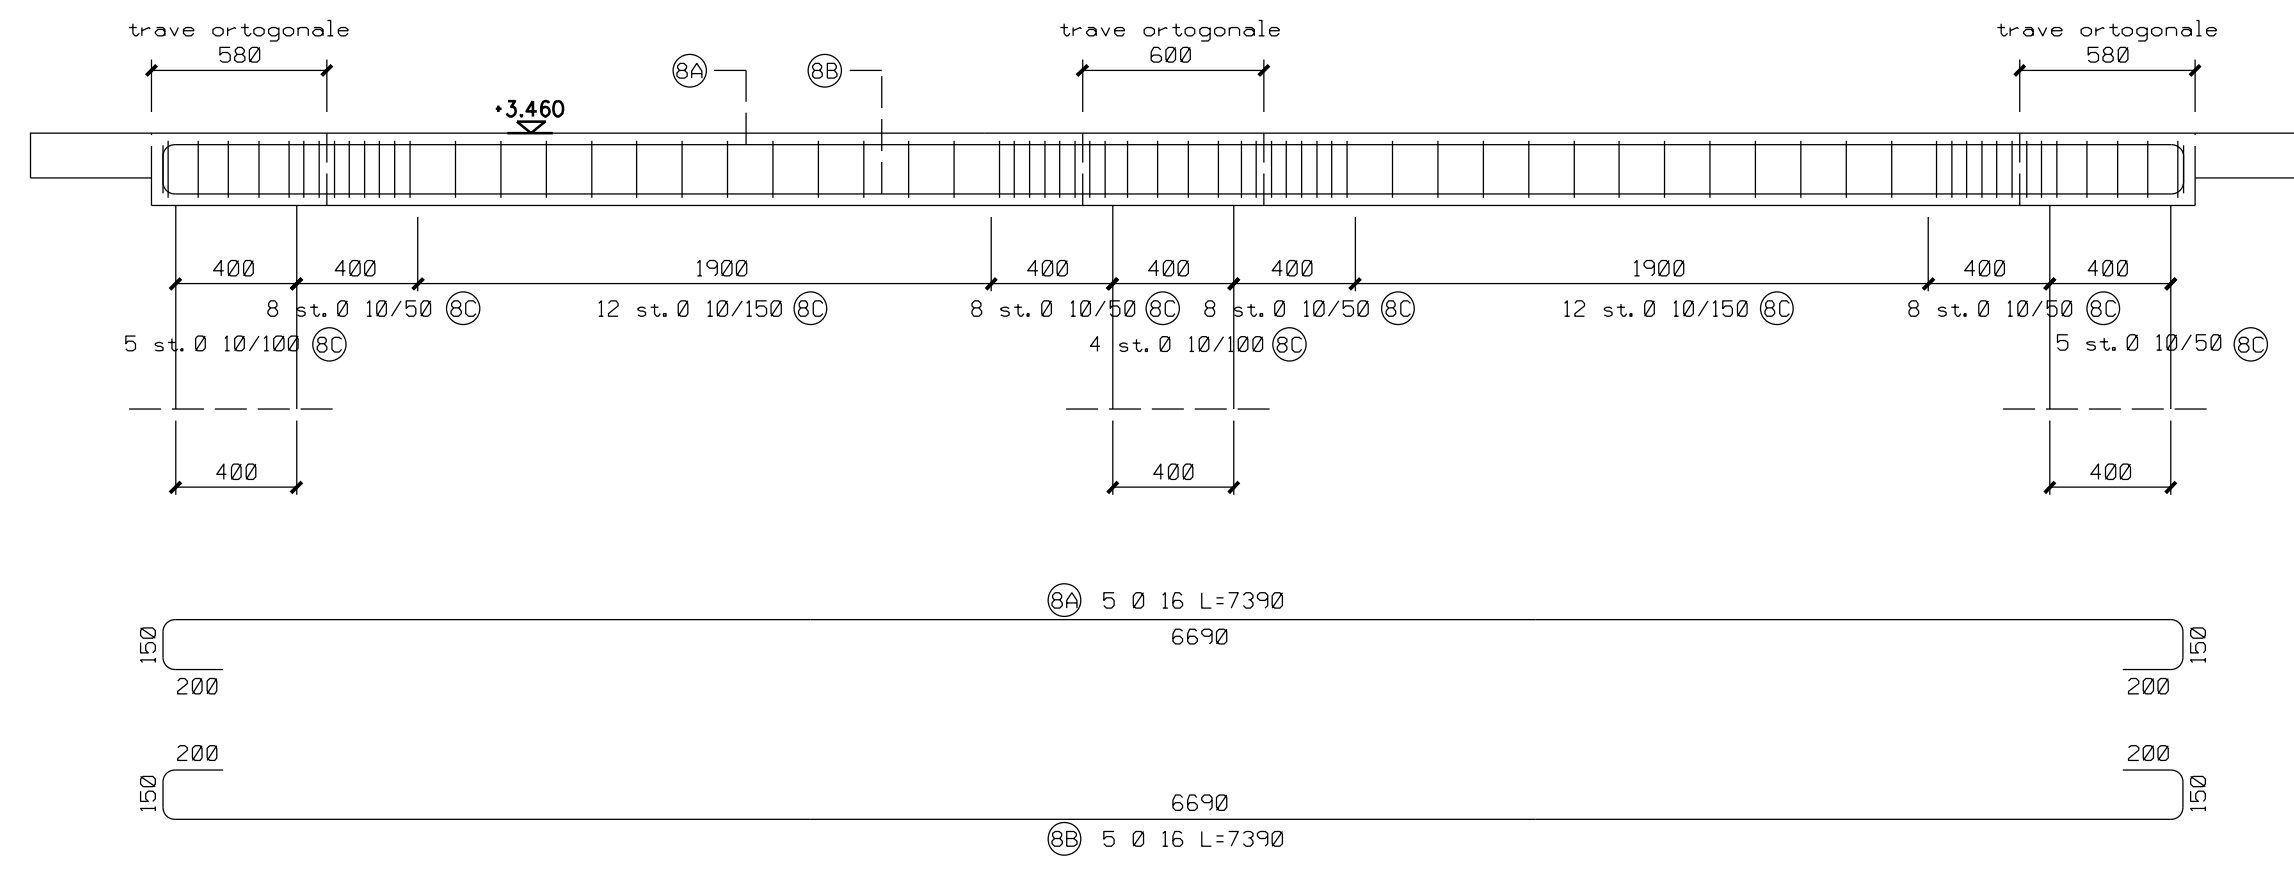 trave ortogonale trave ortogonale trave ortogonale
580 600 580
8A 8B
+3.460
400 400 1900 400 400 400 1900 400 400
8 st. Ø 10/50 8C 12 st. Ø 10/150 8C 8 st. Ø 10/50 8C 8 st. Ø 10/50 8C 12 st. Ø 10/150 8C 8 st. Ø 10/50 8C
5 st. Ø 10/100 8C 4 st. Ø 10/100 8C 5 st. Ø 10/50 8C
400 400 400
8A 5 Ø 16 L=7390
150 6690 150
200 200
200 200
150 6690 150
8B 5 Ø 16 L=7390